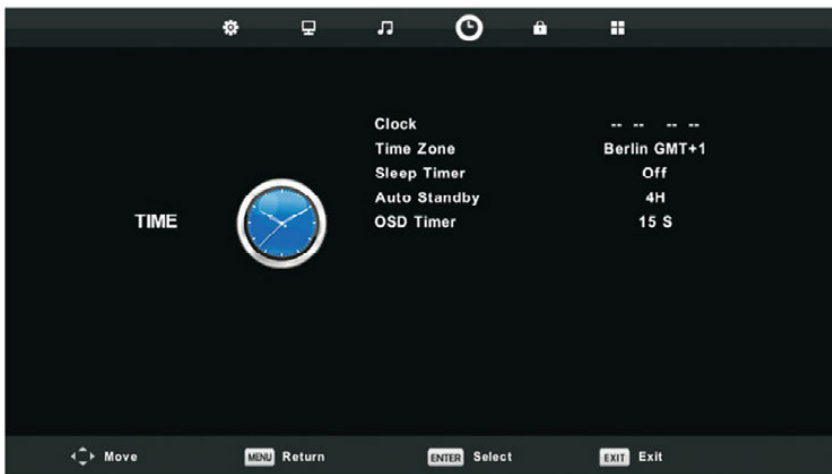 Clock -- -- -- --
Time Zone Berlin GMT+1
Sleep Timer Off
Auto Standby 4H
OSD Timer 15 S
TIME
Move MENU Return ENTER Select EXIT Exit